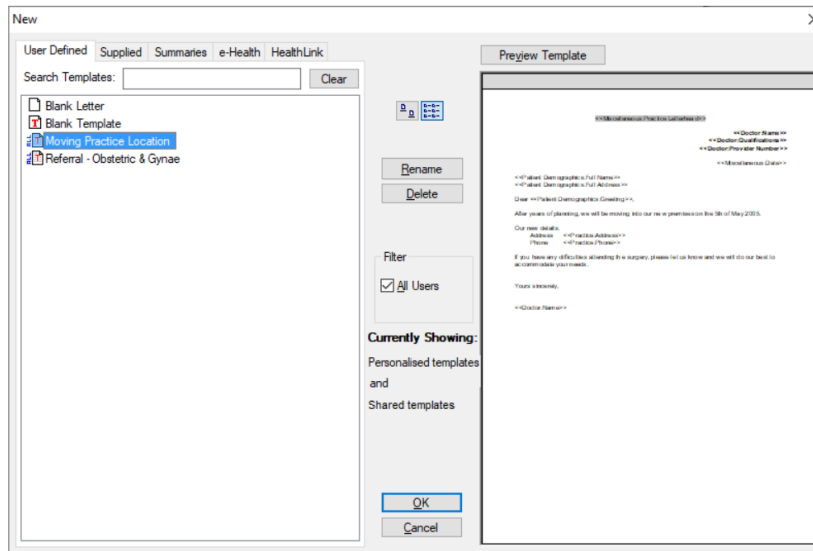 New
User Defined
Supplied
Summaries
e-Health
HealthLink
Search Templates:
Clear
Blank Letter
Blank Template
Moving Practice Location
Referral - Obstetric & Gynae
Rename
Delete
Filter
All Users
Currently Showing:
Personalised templates
and
Shared templates
OK
Cancel
Preview Template
<<Miscellaneous:Practice Letterhead>>
<<Doctor:Name>>
<<Doctor:Qualifications>>
<<Doctor:Provider Number>>
<<Miscellaneous:Date>>
<<Patient Demographics:Full Name>>
<<Patient Demographics:Full Address>>
Dear <<Patient Demographics:Greeting>>,
After years of planning, we will be moving into our new premises on the 9th of May 2005.
Our new details:
Address <<Practice:Address>>
Phone <<Practice:Phone>>
If you have any difficulties attending the surgery, please let us know and we will do our best to
accommodate your needs.
Yours sincerely,
<<Doctor:Name>>